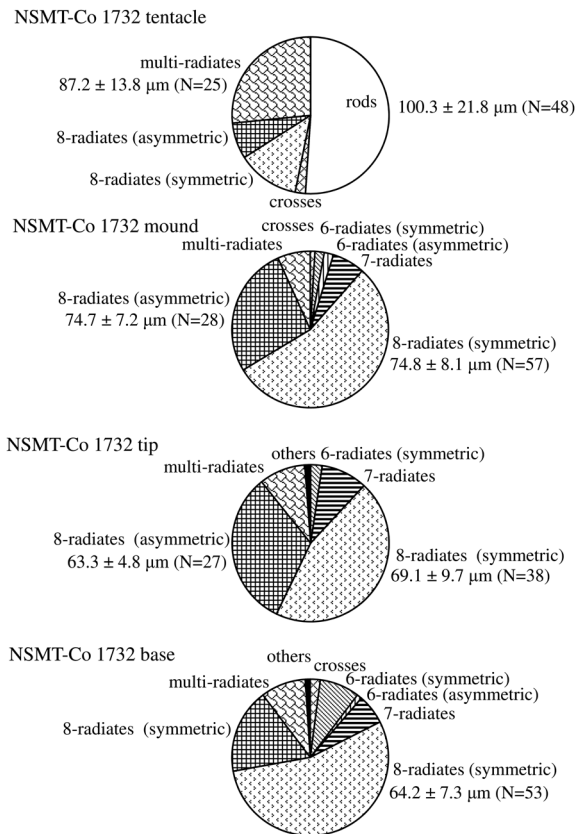 NSMT-Co 1732 tentacle
multi-radiates
87.2 ± 13.8 μm (N=25)
rods
100.3 ± 21.8 μm (N=48)
8-radiates (asymmetric)
8-radiates (symmetric)
crosses
NSMT-Co 1732 mound
crosses
6-radiates (symmetric)
multi-radiates
6-radiates (asymmetric)
7-radiates
8-radiates (asymmetric)
74.7 ± 7.2 μm (N=28)
8-radiates (symmetric)
74.8 ± 8.1 μm (N=57)
NSMT-Co 1732 tip
others
6-radiates (symmetric)
multi-radiates
7-radiates
8-radiates (asymmetric)
63.3 ± 4.8 μm (N=27)
8-radiates (symmetric)
69.1 ± 9.7 μm (N=38)
NSMT-Co 1732 base
others
crosses
6-radiates (symmetric)
multi-radiates
6-radiates (asymmetric)
7-radiates
8-radiates (symmetric)
8-radiates (symmetric)
64.2 ± 7.3 μm (N=53)